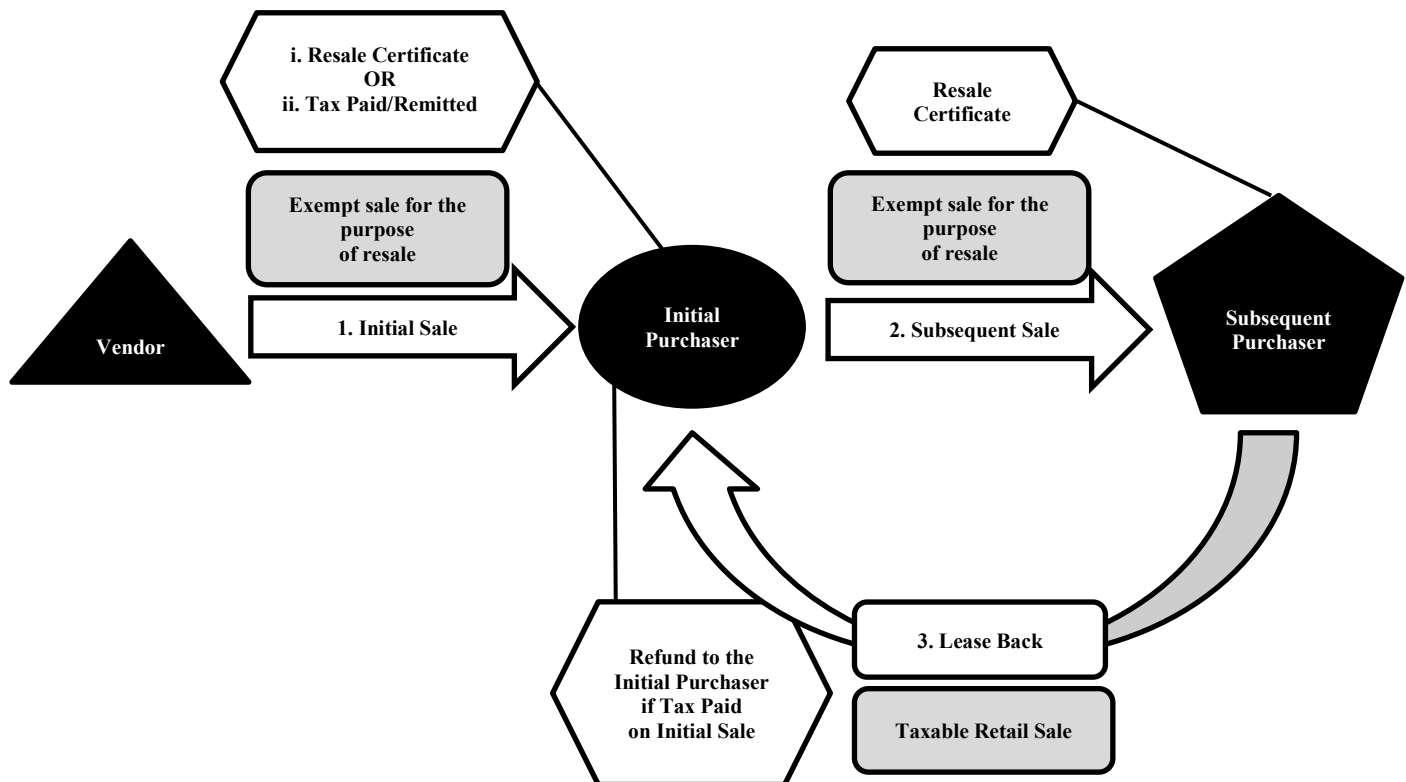 i. Resale Certificate
OR
ii. Tax Paid/Remitted
Resale
Certificate
Exempt sale for the
purpose
of resale
Exempt sale for the
purpose
of resale
Vendor
1. Initial Sale
Initial
Purchaser
2. Subsequent Sale
Subsequent
Purchaser
Refund to the
Initial Purchaser
if Tax Paid
on Initial Sale
3. Lease Back
Taxable Retail Sale